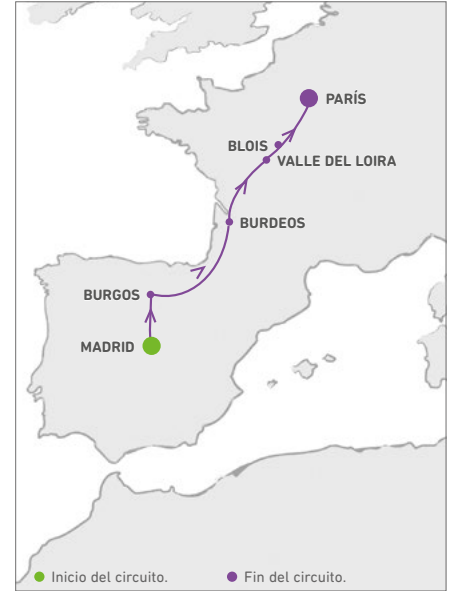 PARÍS
BLOIS
VALLE DEL LOIRA
BURDEOS
BURGOS
MADRID
Inicio del circuito.
Fin del circuito.